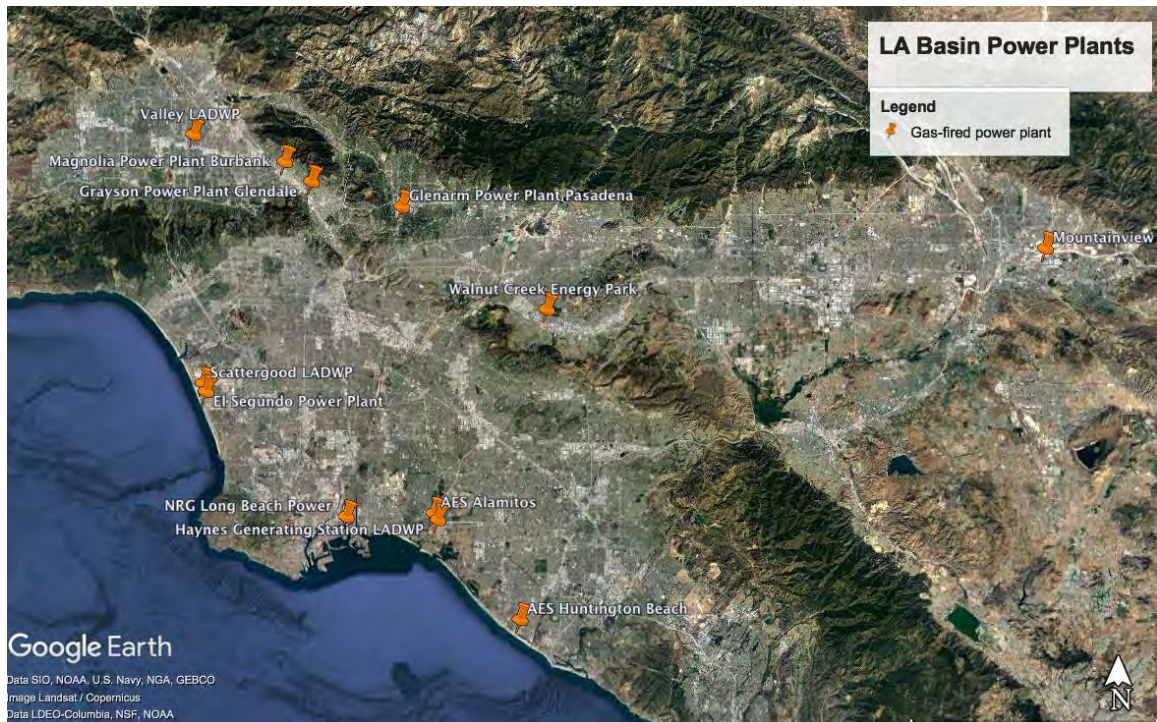 LA Basin Power Plants
Legend
Gas-fired power plant
Valley LADWP
Magnolia Power Plant Burbank
Grayson Power Plant Glendale
Glenarm Power Plant,Pasadena
Mountainview
Walnut Creek Energy Park
Scattergood LADWP
El Segundo Power Plant
NRG Long Beach Power
AES Alamitos
Haynes Generating Station LADWP
AES Huntington Beach
Google Earth
Data SIO, NOAA, U.S. Navy, NGA, GEBCO
Image Landsat / Copernicus
Data LDEO-Columbia, NSF, NOAA
N